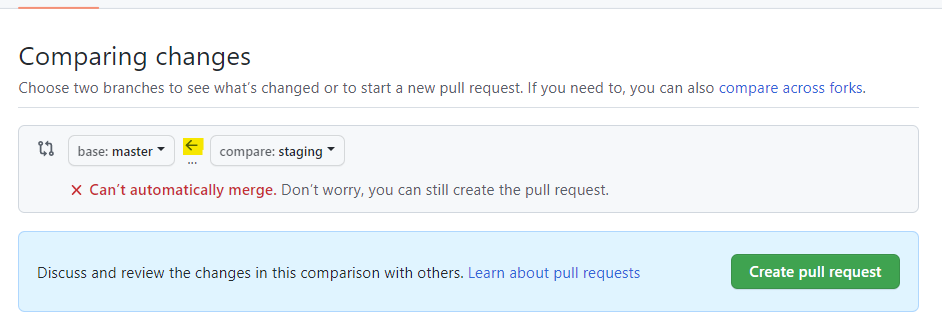 Comparing changes
Choose two branches to see what's changed or to start a new pull request. If you need to, you can also compare across forks.
base: master ← compare: staging
...
✕ Can't automatically merge. Don't worry, you can still create the pull request.
Discuss and review the changes in this comparison with others. Learn about pull requests Create pull request